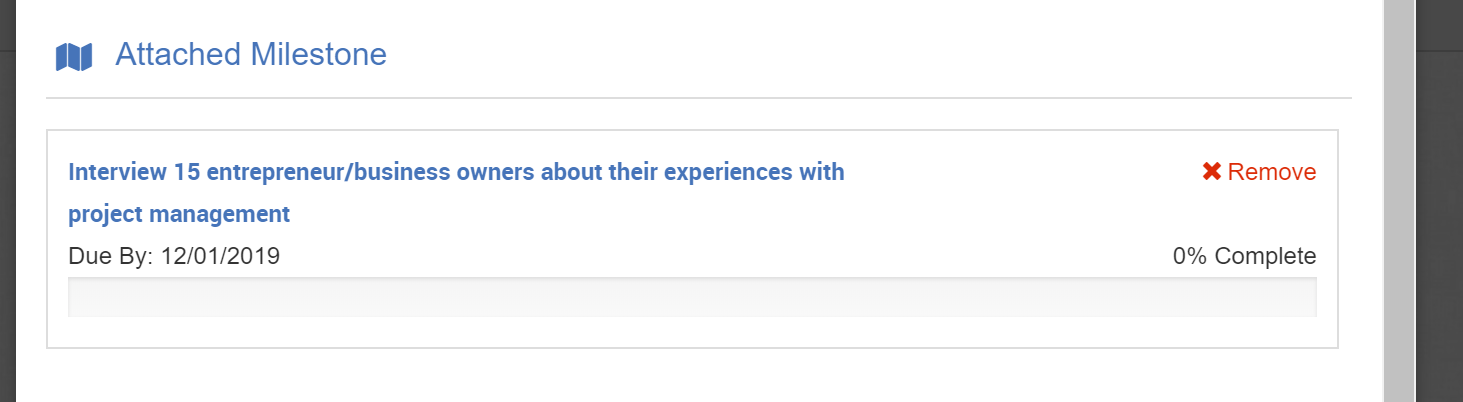 Attached Milestone
Interview 15 entrepreneur/business owners about their experiences with
project management
Remove
Due By: 12/01/2019
0% Complete